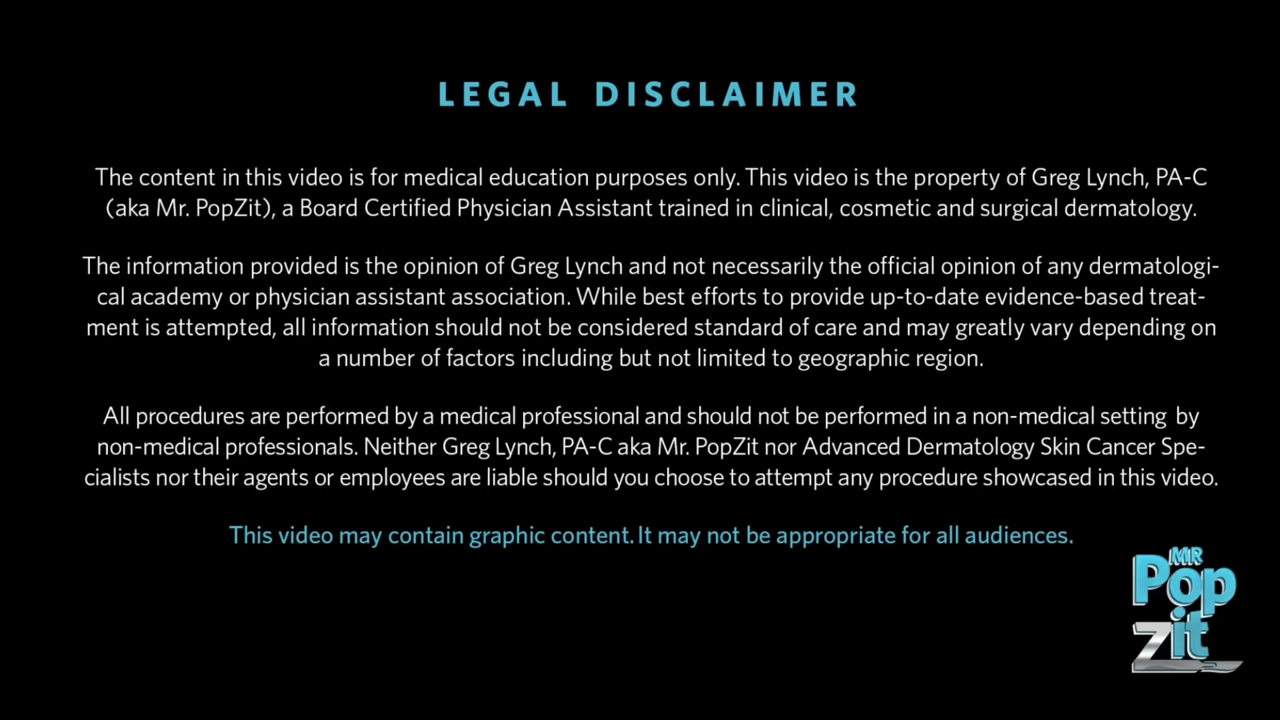 LEGAL DISCLAIMER
The content in this video is for medical education purposes only. This video is the property of Greg Lynch, PA-C
(aka Mr. PopZit), a Board Certified Physician Assistant trained in clinical, cosmetic and surgical dermatology.
The information provided is the opinion of Greg Lynch and not necessarily the official opinion of any dermatologi-
cal academy or physician assistant association. While best efforts to provide up-to-date evidence-based treat-
ment is attempted, all information should not be considered standard of care and may greatly vary depending on
a number of factors including but not limited to geographic region.
All procedures are performed by a medical professional and should not be performed in a non-medical setting by
non-medical professionals. Neither Greg Lynch, PA-C aka Mr. PopZit nor Advanced Dermatology Skin Cancer Spe-
cialists nor their agents or employees are liable should you choose to attempt any procedure showcased in this video.
This video may contain graphic content. It may not be appropriate for all audiences.
MR
Pop
Zit